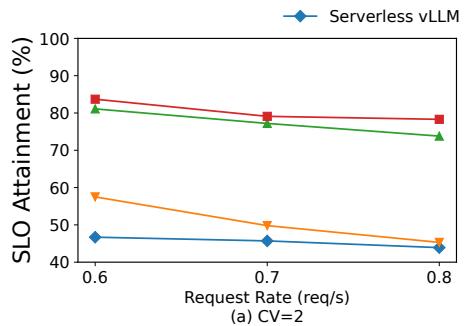 Serverless vLLM
SLO Attainment (%)
100
90
80
70
60
50
40
0.6 0.7 0.8
Request Rate (req/s)
(a) CV=2